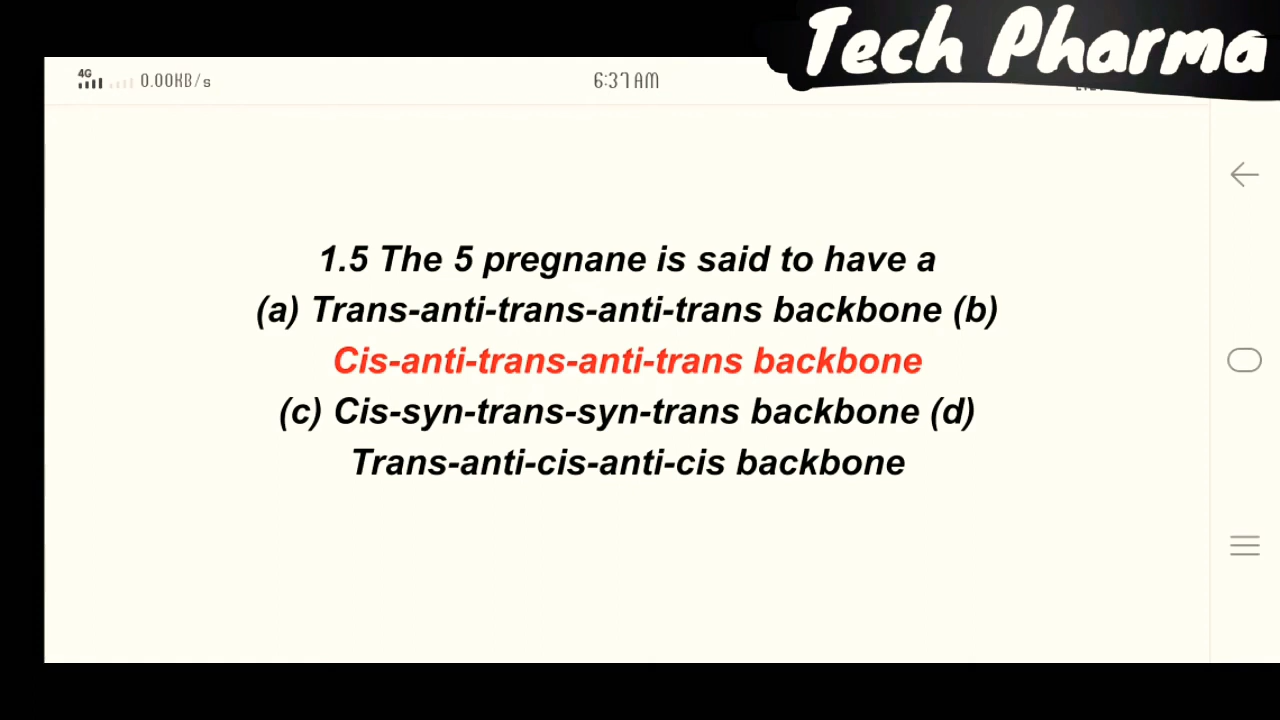 Tech Pharma
4G 0.00KB/s 6:37 AM
1.5 The 5 pregnane is said to have a
(a) Trans-anti-trans-anti-trans backbone (b)
Cis-anti-trans-anti-trans backbone
(c) Cis-syn-trans-syn-trans backbone (d)
Trans-anti-cis-anti-cis backbone